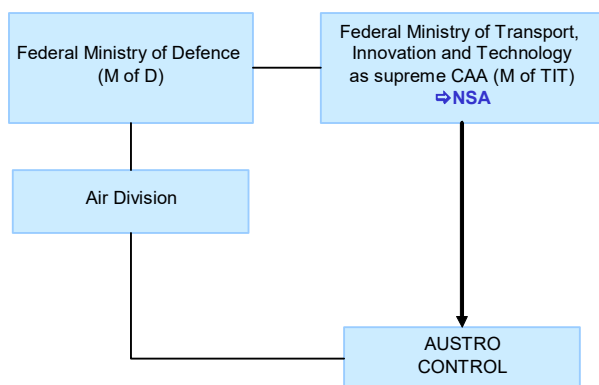 Federal Ministry of Defence
(M of D)
Federal Ministry of Transport,
Innovation and Technology
as supreme CAA (M of TIT)
⇨NSA
Air Division
AUSTRO
CONTROL